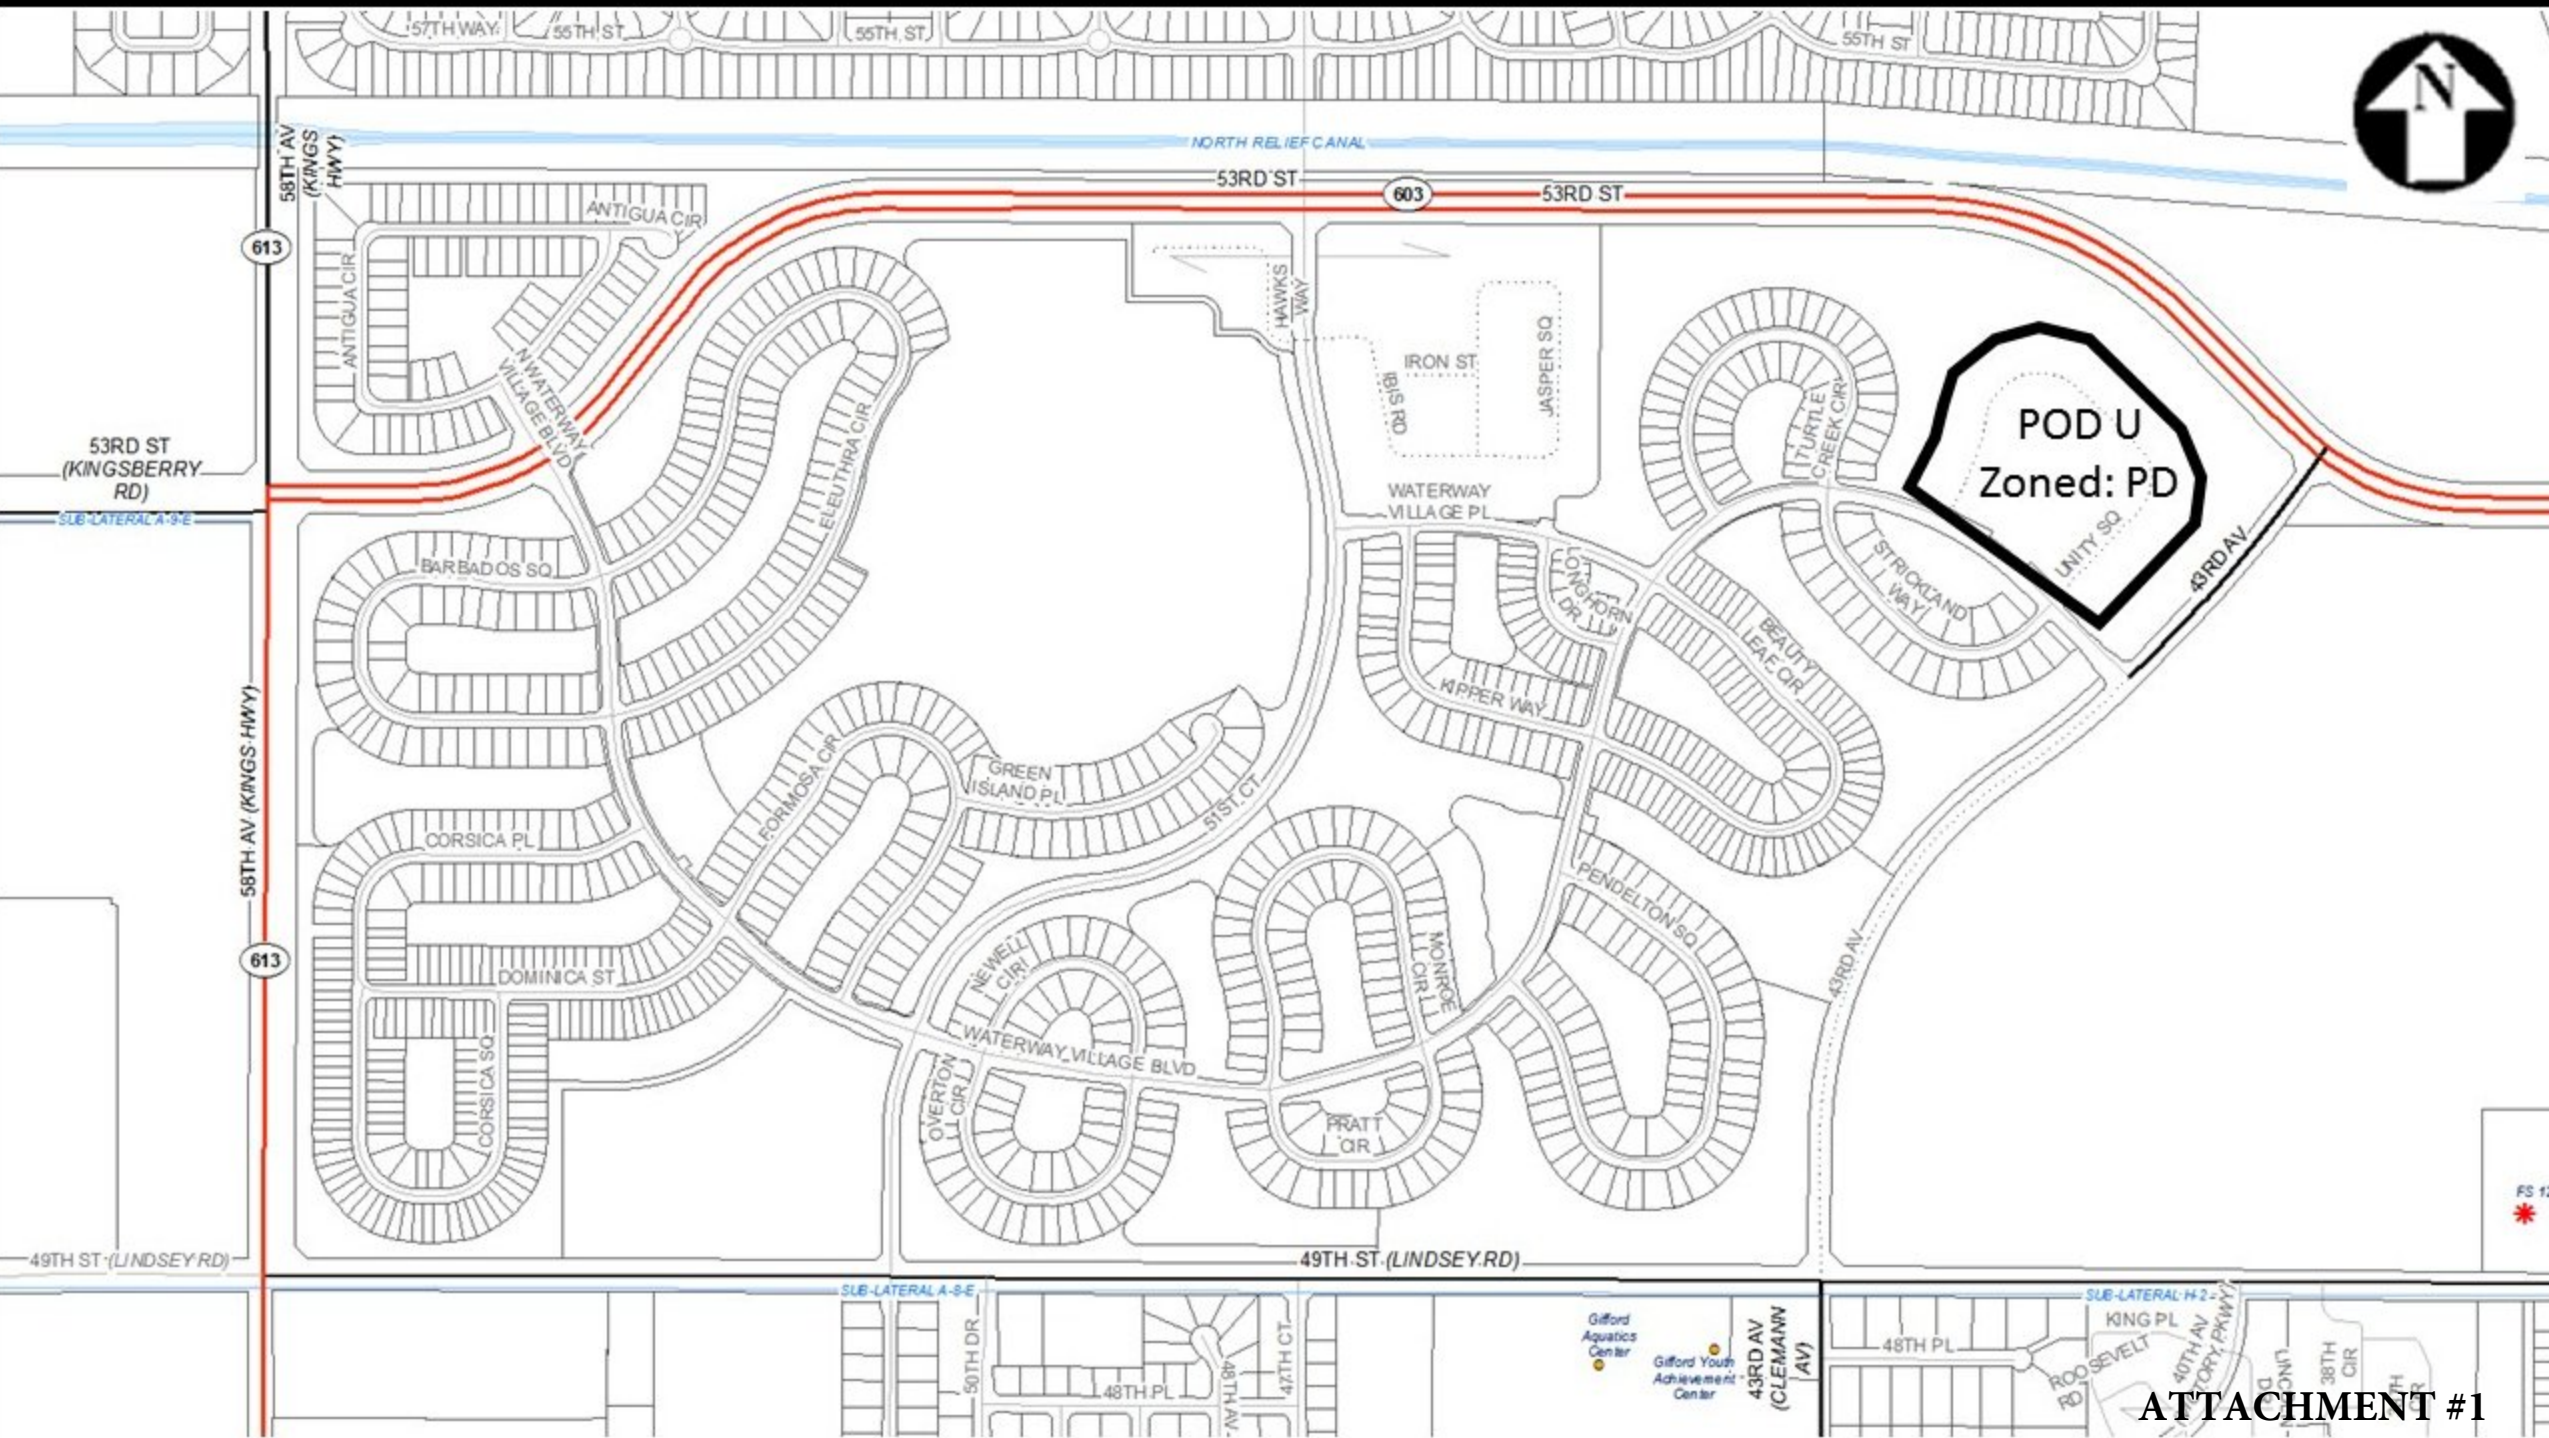 57TH WAY
55TH ST
55TH ST
55TH ST
N
58TH AV
(KINGS
HWY)
NORTH RELIEF CANAL
53RD ST
603
53RD ST
613
ANTIGUA CIR
ANTIGUA CIR
HAWKS
WAY
IRON ST
IBIS RD
JASPER SQ
N WATERWAY
VILLAGE BLVD
ELEUTHRA CIR
TURTLE
CREEK CIR
POD U
Zoned: PD
UNITY SQ
43RD AV
53RD ST
(KINGSBERRY
RD)
SUB-LATERAL A-9-E
WATERWAY
VILLAGE PL
BARBADOS SQ
LONGHORN
DR
STRICKLAND
WAY
BEAUTY
LEAF CIR
KIPPER WAY
58TH AV (KINGS HWY)
FORMOSA CIR
GREEN
ISLAND PL
51ST CT
CORSICA PL
PENDELTON SQ
613
DOMINICA ST
NEWELL
CIR
MONROE
CIR
43RD AV
CORSICA SQ
WATERWAY VILLAGE BLVD
OVERTON
CIR
PRATT
CIR
FS
49TH ST (LINDSEY RD)
49TH ST (LINDSEY RD)
SUB-LATERAL A-8-E
SUB-LATERAL H-2
50TH DR
48TH PL
48TH AV
47TH CT
Gifford
Aquatics
Center
Gifford Youth
Achievement
Center
43RD AV
(CLEMANN
AV)
48TH PL
KING PL
ROOSEVELT
RD
40TH AV
38TH
CIR
ATTACHMENT #1